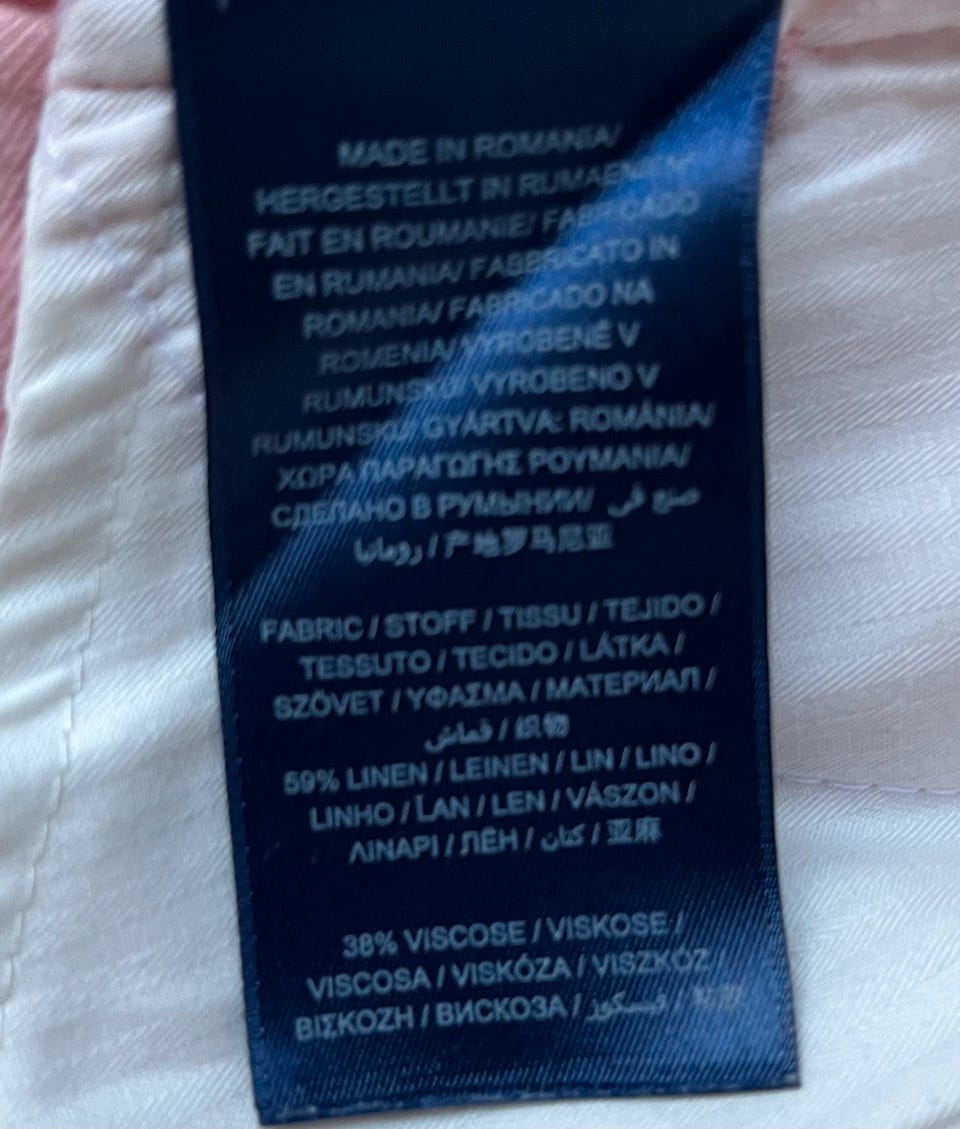 MADE IN ROMANIA/
HERGESTELLT IN RUMAENIEN/
FAIT EN ROUMANIE/ FABRICADO
EN RUMANIA/ FABBRICATO IN
ROMANIA/ FABRICADO NA
ROMENIA/ VYROBENÉ V
RUMUNSKU/ VYROBENO V
RUMUNSKU/ GYÁRTVA: ROMÁNIA/
ΧΩΡΑ ΠΑΡΑΓΩΓΗΣ ΡΟΥΜΑΝΙΑ/
СДЕЛАНО В РУМЫНИИ/ صنع في
رومانيا / 产地罗马尼亚
FABRIC / STOFF / TISSU / TEJIDO /
TESSUTO / TECIDO / LÁTKA /
SZÖVET / ΥΦΑΣΜΑ / МАТЕРИАЛ /
قماش / 织物
59% LINEN / LEINEN / LIN / LINO /
LINHO / ĽAN / LEN / VÁSZON /
ΛΙΝΑΡΙ / ЛЁН / كتان / 亚麻
38% VISCOSE / VISKOSE /
VISCOSA / VISKÓZA / VISZKÓZ /
ΒΙΣΚΟΖΗ / ВИСКОЗА / فيسكوز /